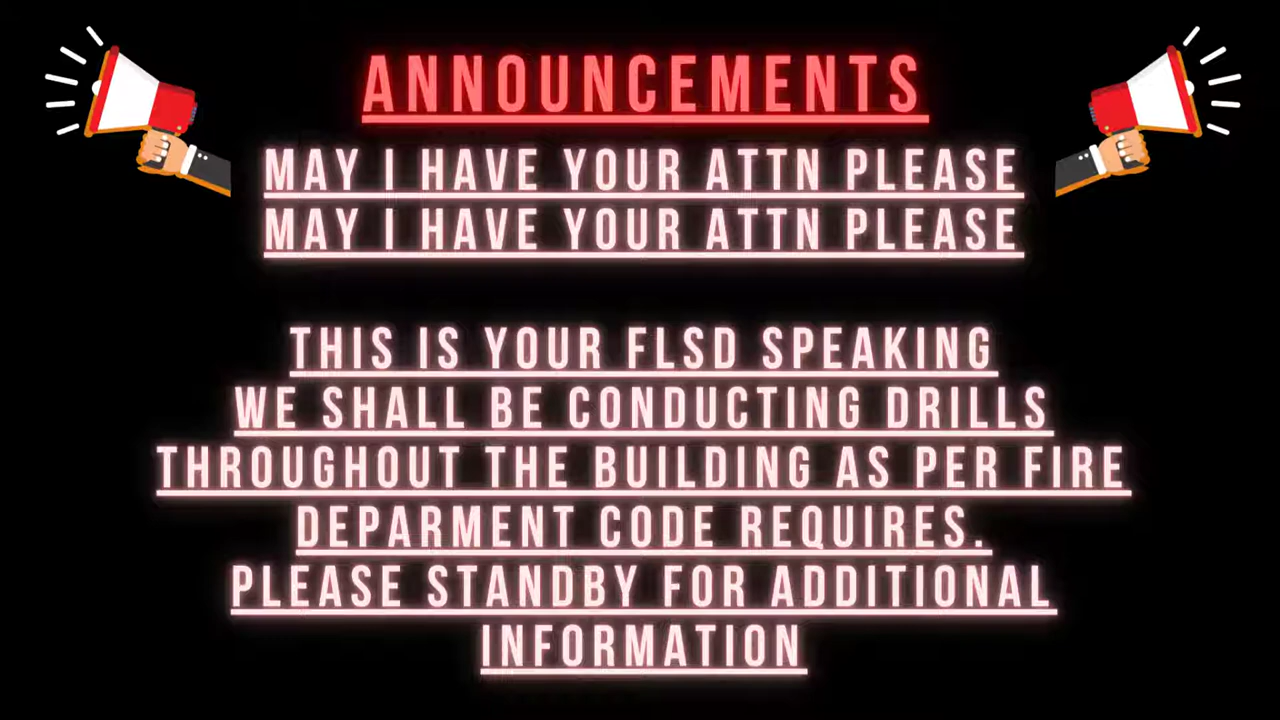 ANNOUNCEMENTS
MAY I HAVE YOUR ATTN PLEASE
MAY I HAVE YOUR ATTN PLEASE
THIS IS YOUR FLSD SPEAKING
WE SHALL BE CONDUCTING DRILLS
THROUGHOUT THE BUILDING AS PER FIRE
DEPARMENT CODE REQUIRES.
PLEASE STANDBY FOR ADDITIONAL
INFORMATION